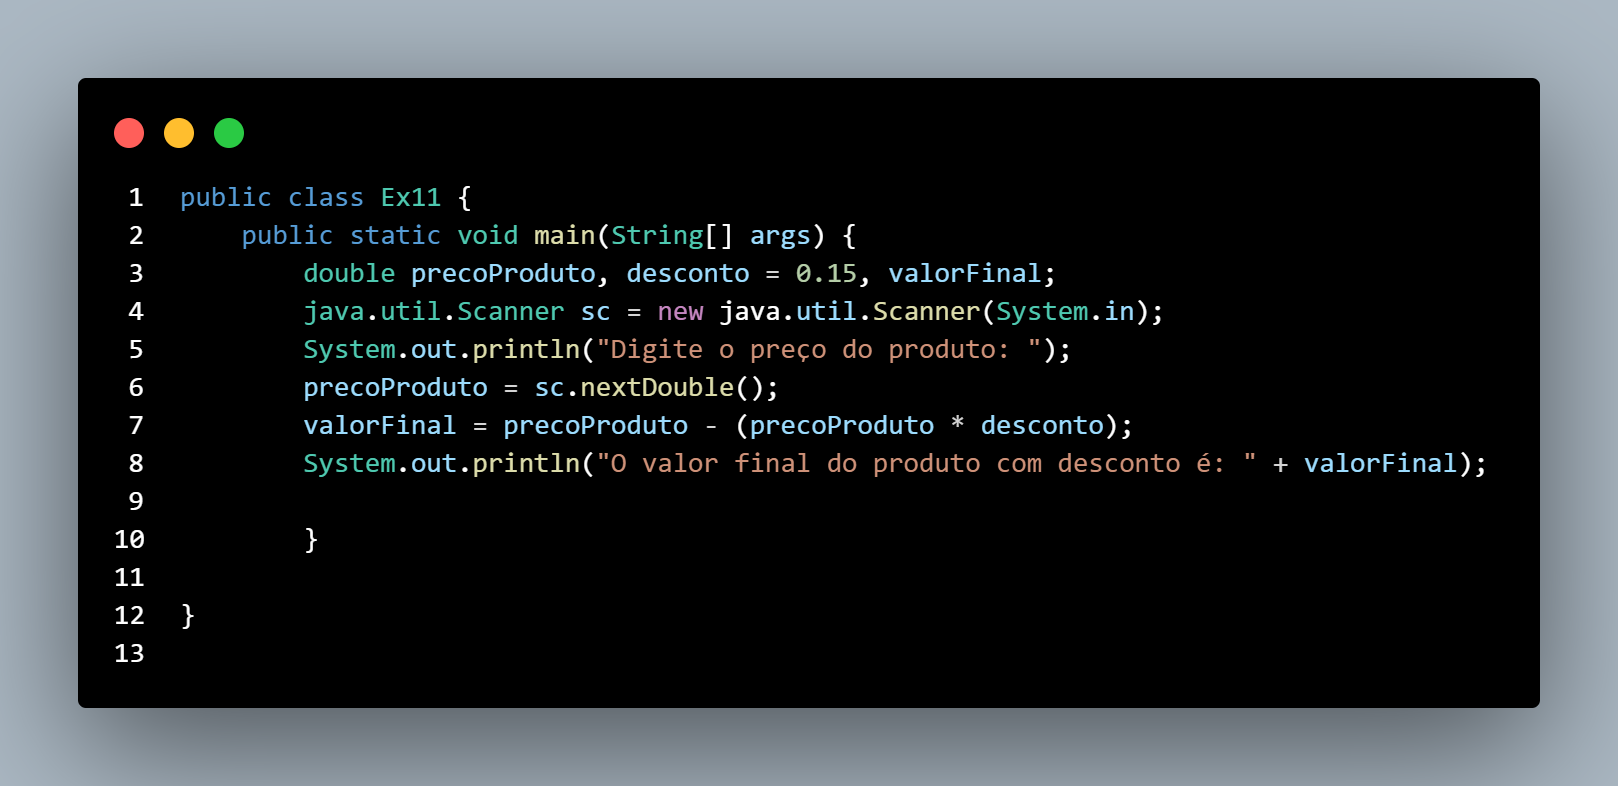 1 public class Ex11 {
2     public static void main(String[] args) {
3         double precoProduto, desconto = 0.15, valorFinal;
4         java.util.Scanner sc = new java.util.Scanner(System.in);
5         System.out.println("Digite o preço do produto: ");
6         precoProduto = sc.nextDouble();
7         valorFinal = precoProduto - (precoProduto * desconto);
8         System.out.println("O valor final do produto com desconto é: " + valorFinal);
9
10         }
11
12 }
13